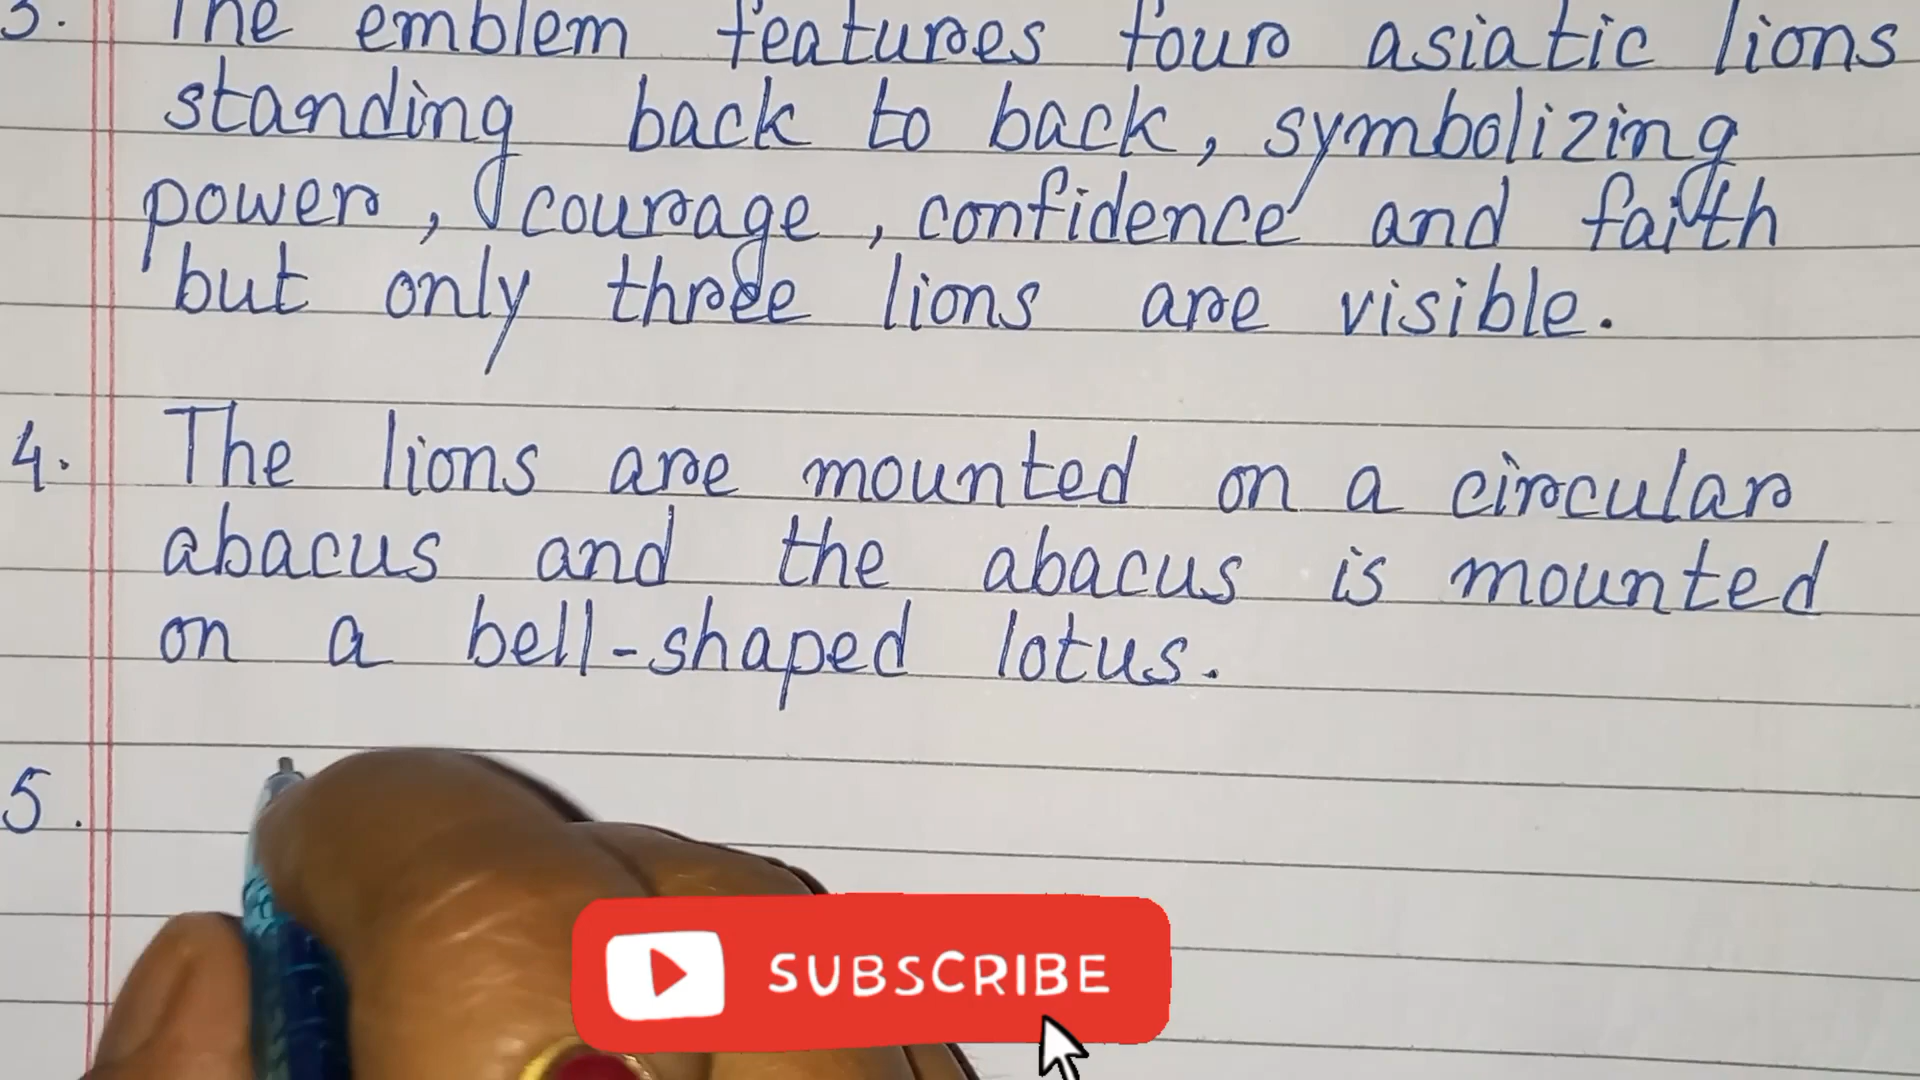 3. The emblem features four asiatic lions
standing back to back, symbolizing
power, courage, confidence and faith
but only three lions are visible.
4. The lions are mounted on a circular
abacus and the abacus is mounted
on a bell-shaped lotus.
5.
SUBSCRIBE